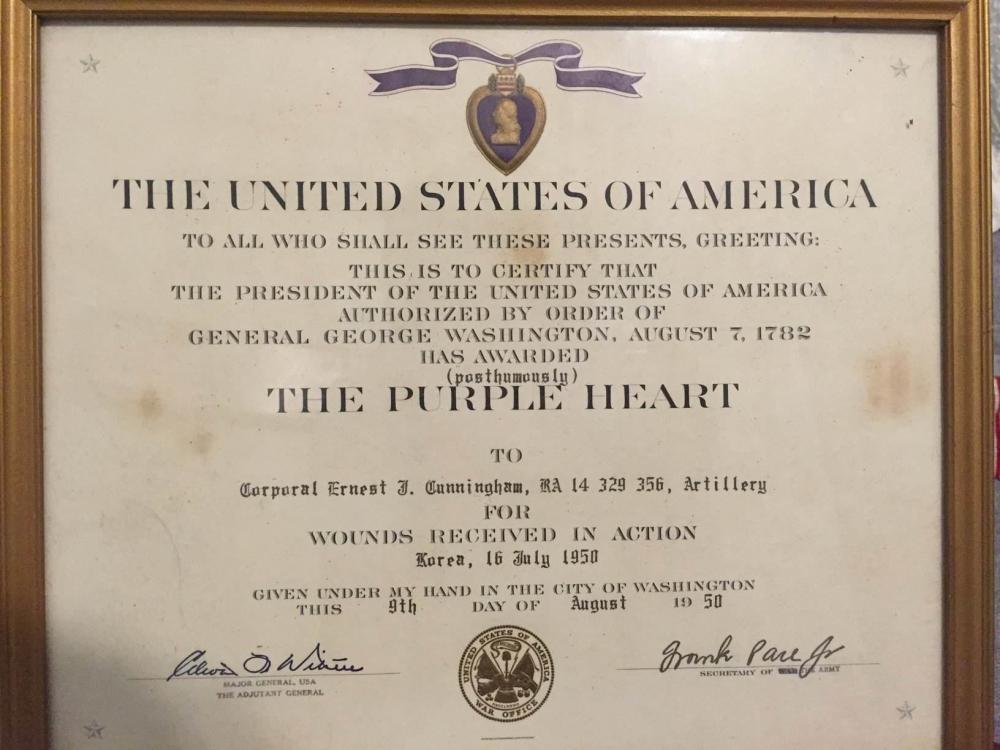 THE UNITED STATES OF AMERICA
TO ALL WHO SHALL SEE THESE PRESENTS, GREETING:
THIS IS TO CERTIFY THAT
THE PRESIDENT OF THE UNITED STATES OF AMERICA
AUTHORIZED BY ORDER OF
GENERAL GEORGE WASHINGTON, AUGUST 7, 1782
HAS AWARDED
(posthumously)
THE PURPLE HEART
TO
Corporal Ernest J. Cunningham, RA 14 329 356, Artillery
FOR
WOUNDS RECEIVED IN ACTION
Korea, 16 July 1950
GIVEN UNDER MY HAND IN THE CITY OF WASHINGTON
THIS 9th DAY OF August 19 50
MAJOR GENERAL, USA
THE ADJUTANT GENERAL
UNITED STATES OF AMERICA
WAR OFFICE
Frank Pace Jr
SECRETARY OF THE ARMY